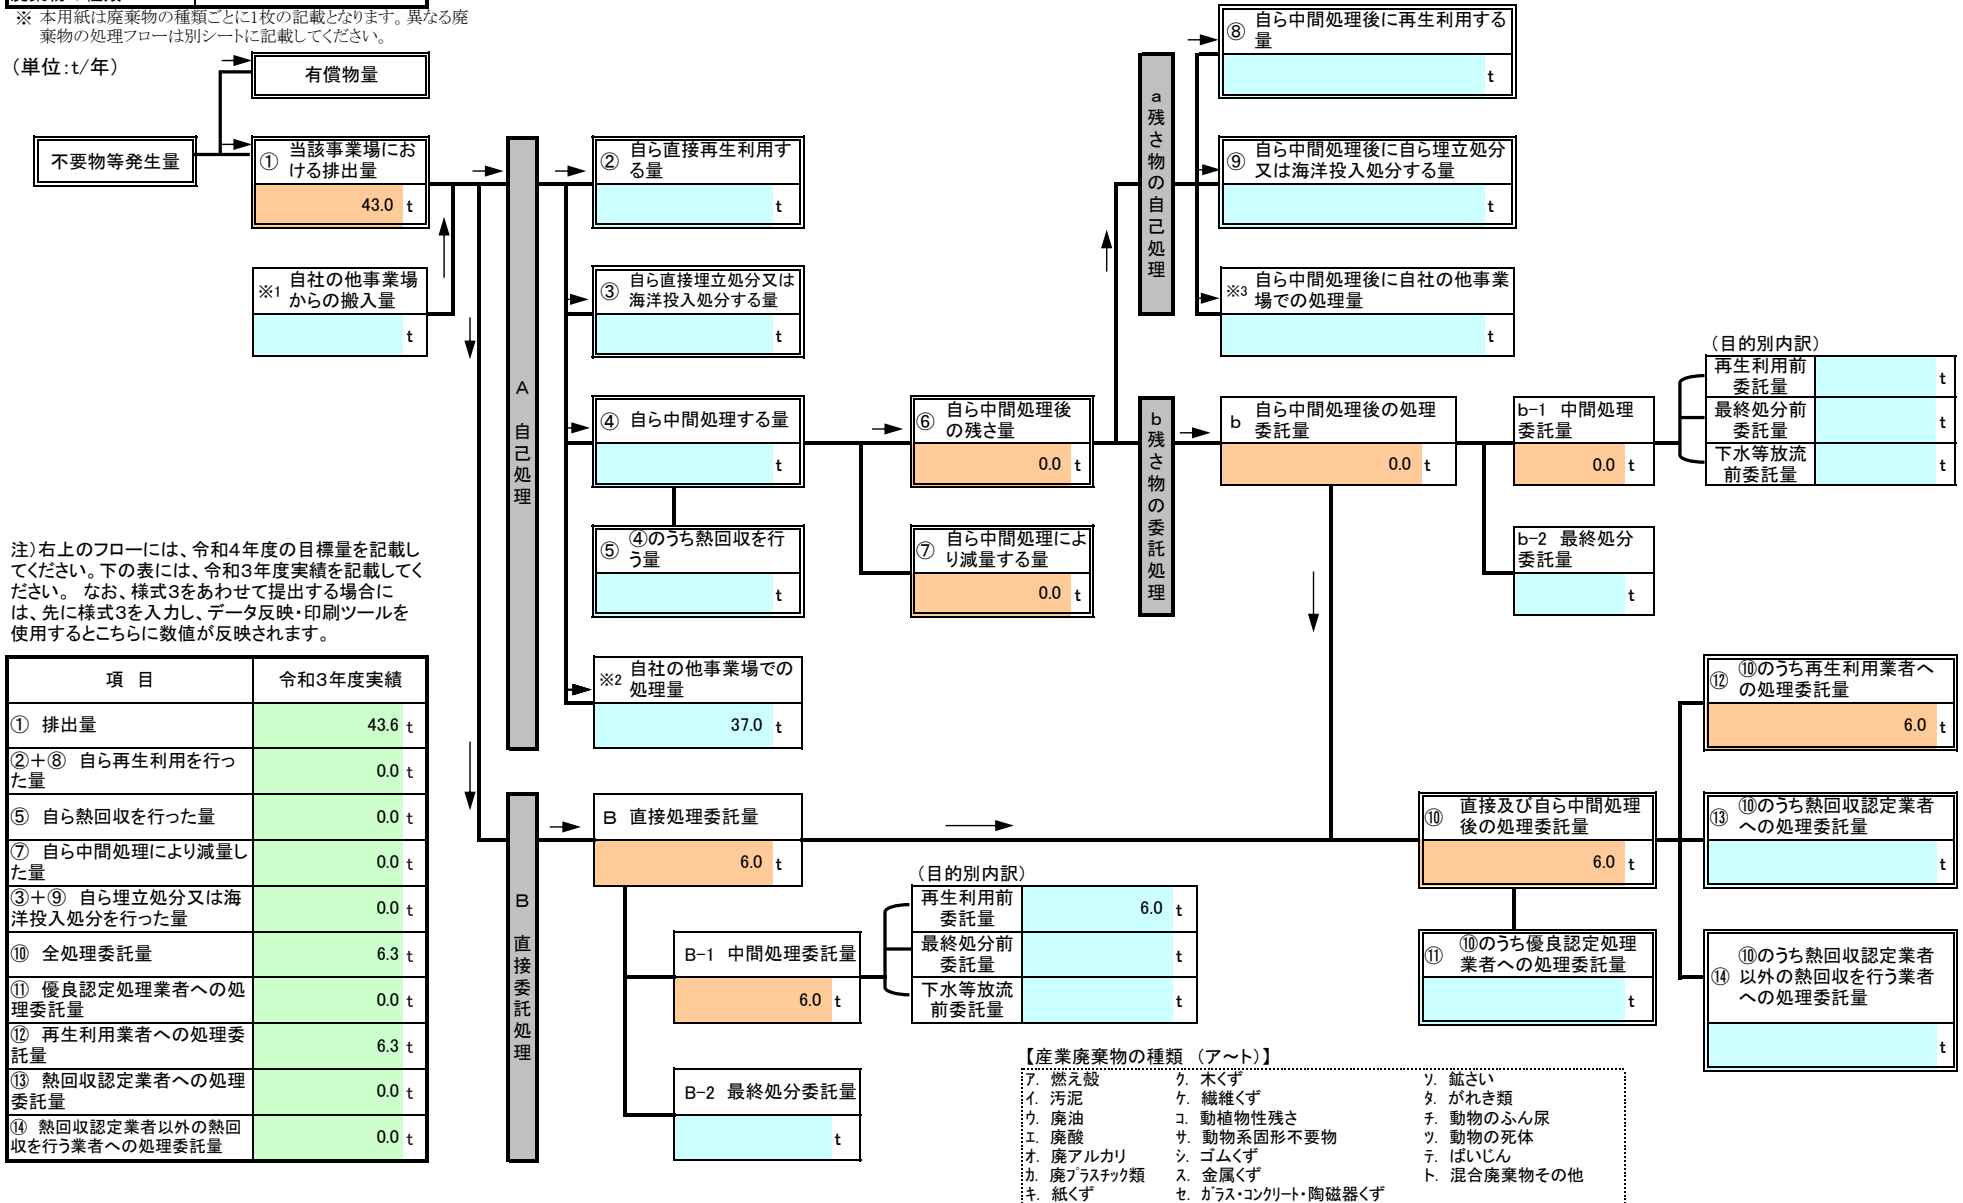 ※ 本用紙は廃棄物の種類ごとに1枚の記載となります。異なる廃
棄物の処理フローは別シートに記載してください。
(単位:t/年)
有償物量
不要物等発生量
① 当該事業場にお
ける排出量
43.0 t
※1 自社の他事業場
からの搬入量
t
A 自己処理
② 自ら直接再生利用す
る量
t
③ 自ら直接埋立処分又は
海洋投入処分する量
t
④ 自ら中間処理する量
t
⑤ ④のうち熱回収を行
う量
t
※2 自社の他事業場での
処理量
37.0 t
⑥ 自ら中間処理後
の残さ量
0.0 t
⑦ 自ら中間処理によ
り減量する量
0.0 t
a残さ物の自己処理
⑧ 自ら中間処理後に再生利用する
量
t
⑨ 自ら中間処理後に自ら埋立処分
又は海洋投入処分する量
t
※3 自ら中間処理後に自社の他事業
場での処理量
t
b残さ物の委託処理
b 自ら中間処理後の処理
委託量
0.0 t
b-1 中間処理
委託量
0.0 t
(目的別内訳)
再生利用前
委託量
t
最終処分前
委託量
t
下水等放流
前委託量
t
b-2 最終処分
委託量
t
注)右上のフローには、令和4年度の目標量を記載し
てください。下の表には、令和3年度実績を記載してく
ださい。 なお、様式3をあわせて提出する場合に
は、先に様式3を入力し、データ反映・印刷ツールを
使用するとこちらに数値が反映されます。
項 目 令和3年度実績
① 排出量 43.6 t
②+⑧ 自ら再生利用を行っ
た量 0.0 t
⑤ 自ら熱回収を行った量 0.0 t
⑦ 自ら中間処理により減量し
た量 0.0 t
③+⑨ 自ら埋立処分又は海
洋投入処分を行った量 0.0 t
⑩ 全処理委託量 6.3 t
⑪ 優良認定処理業者への処
理委託量 0.0 t
⑫ 再生利用業者への処理委
託量 6.3 t
⑬ 熱回収認定業者への処理
委託量 0.0 t
⑭ 熱回収認定業者以外の熱回
収を行う業者への処理委託量 0.0 t
B 直接委託処理
B 直接処理委託量
6.0 t
B-1 中間処理委託量
6.0 t
(目的別内訳)
再生利用前
委託量
6.0 t
最終処分前
委託量
t
下水等放流
前委託量
t
B-2 最終処分委託量
t
⑩ 直接及び自ら中間処理
後の処理委託量
6.0 t
⑪ ⑩のうち優良認定処理
業者への処理委託量
t
⑫ ⑩のうち再生利用業者へ
の処理委託量
6.0 t
⑬ ⑩のうち熱回収認定業者
への処理委託量
t
⑭ ⑩のうち熱回収認定業者
以外の熱回収を行う業者
への処理委託量
t
【産業廃棄物の種類 (ア~ト)】
ア. 燃え殻 ク. 木くず ソ. 鉱さい
イ. 汚泥 ケ. 繊維くず タ. がれき類
ウ. 廃油 コ. 動植物性残さ チ. 動物のふん尿
エ. 廃酸 サ. 動物系固形不要物 ツ. 動物の死体
オ. 廃アルカリ シ. ゴムくず テ. ばいじん
カ. 廃プラスチック類 ス. 金属くず ト. 混合廃棄物その他
キ. 紙くず セ. ガラス・コンクリート・陶磁器くず